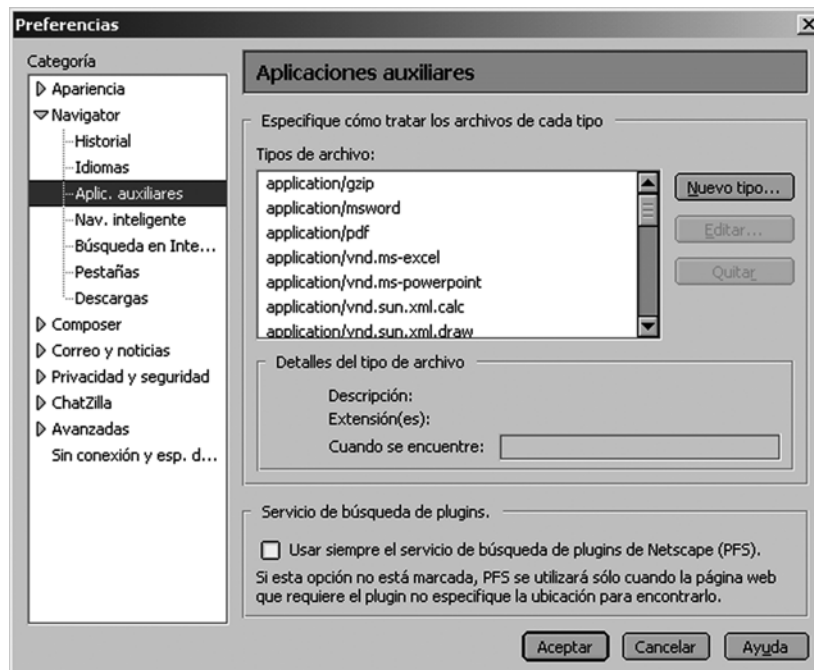 Preferencias
Categoría
Apariencia
Navigator
Historial
Idiomas
Aplic. auxiliares
Nav. inteligente
Búsqueda en Inte...
Pestañas
Descargas
Composer
Correo y noticias
Privacidad y seguridad
ChatZilla
Avanzadas
Sin conexión y esp. d...
Aplicaciones auxiliares
Especifique cómo tratar los archivos de cada tipo
Tipos de archivo:
application/gzip
application/msword
application/pdf
application/vnd.ms-excel
application/vnd.ms-powerpoint
application/vnd.sun.xml.calc
application/vnd.sun.xml.draw
Nuevo tipo...
Editar...
Quitar
Detalles del tipo de archivo
Descripción:
Extensión(es):
Cuando se encuentre:
Servicio de búsqueda de plugins.
Usar siempre el servicio de búsqueda de plugins de Netscape (PFS).
Si esta opción no está marcada, PFS se utilizará sólo cuando la página web
que requiere el plugin no especifique la ubicación para encontrarlo.
Aceptar
Cancelar
Ayuda